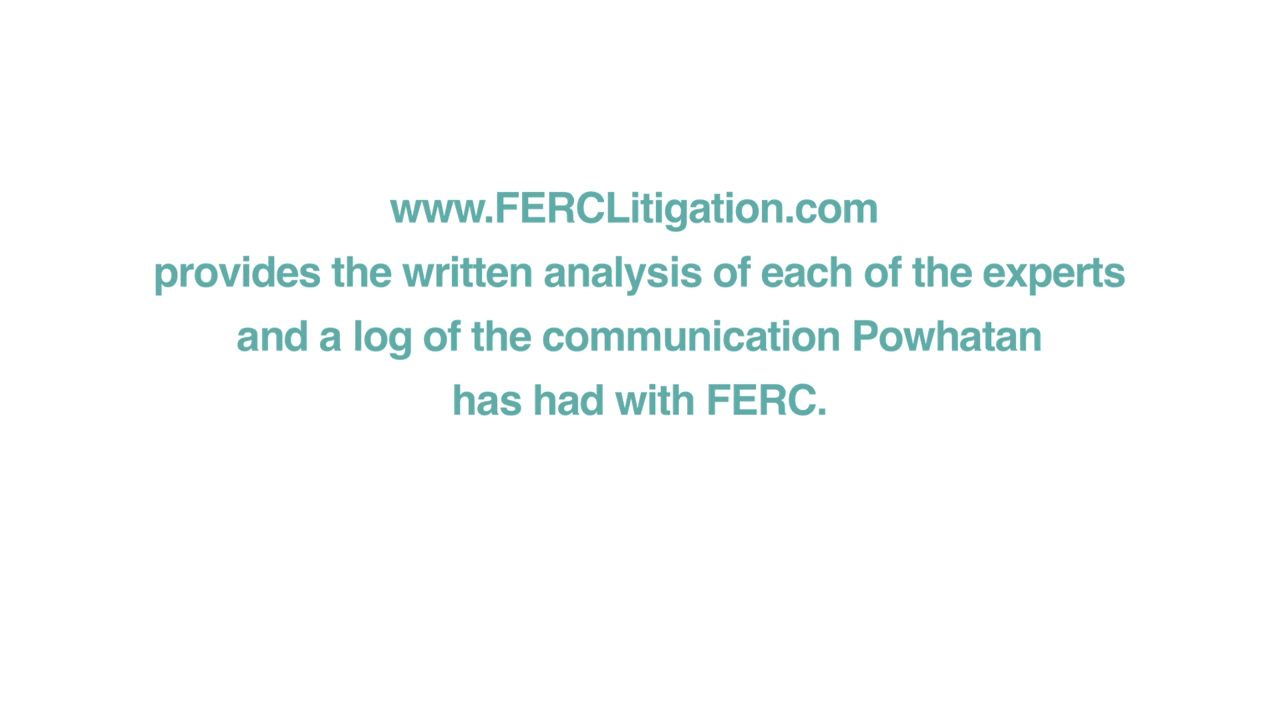 www.FERCLitigation.com
provides the written analysis of each of the experts
and a log of the communication Powhatan
has had with FERC.